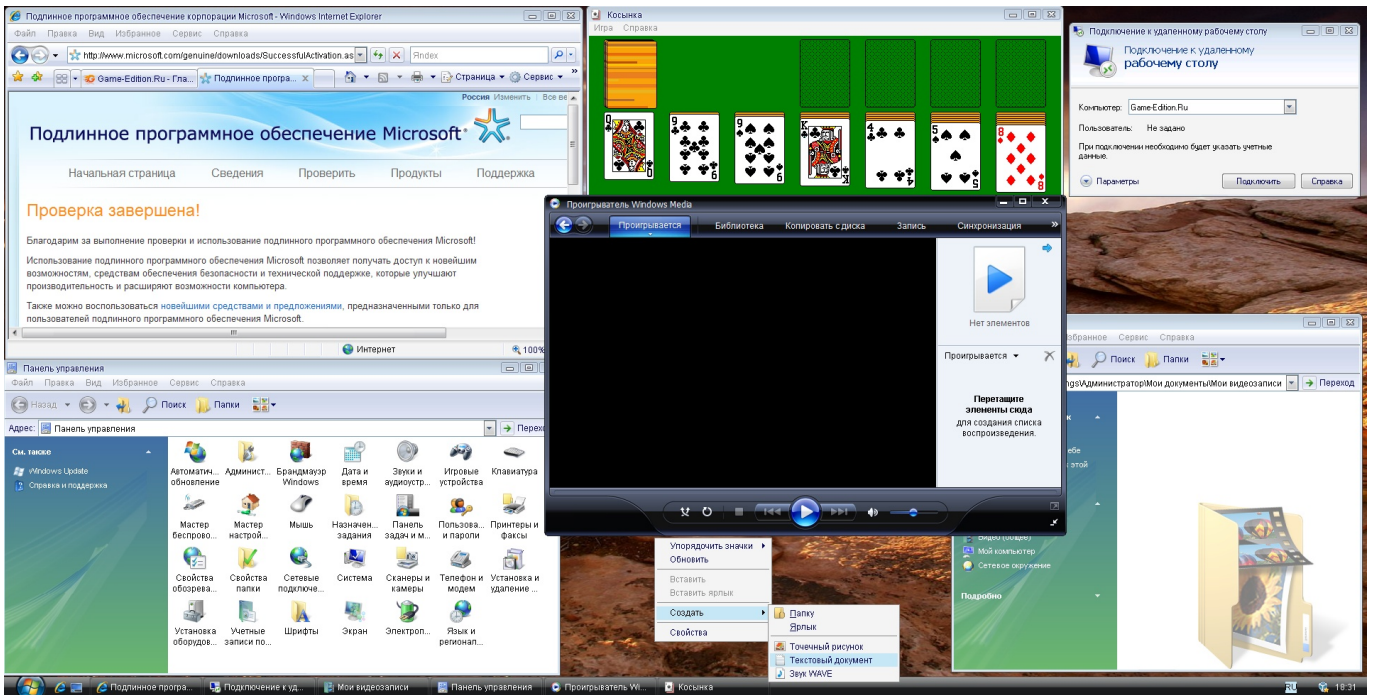 Подлинное программное обеспечение корпорации Microsoft - Windows Internet Explorer
Файл Правка Вид Избранное Сервис Справка
http://www.microsoft.com/genuine/downloads/SuccessfulActivation.as
Яndex
Game-Edition.Ru - Гла...
Подлинное програ...
Страница
Сервис
Россия Изменить
Все ве
Подлинное программное обеспечение Microsoft
Начальная страница Сведения Проверить Продукты Поддержка
Проверка завершена!
Благодарим за выполнение проверки и использование подлинного программного обеспечения Microsoft!
Использование подлинного программного обеспечения Microsoft позволяет получать доступ к новейшим
возможностям, средствам обеспечения безопасности и технической поддержке, которые улучшают
производительность и расширяют возможности компьютера.
Также можно воспользоваться новейшими средствами и предложениями, предназначенными только для
пользователей подлинного программного обеспечения Microsoft.
Интернет
100%
Косынка
Игра Справка
Q 9 9 K 4 5 8
Подключение к удаленному рабочему столу
Подключение к удаленному
рабочему столу
Компьютер: Game-Edition.Ru
Пользователь: Не задано
При подключении необходимо будет указать учетные
данные.
Параметры
Подключить
Справка
Проигрыватель Windows Media
Проигрывается Библиотека Копировать с диска Запись Синхронизация
Нет элементов
Проигрывается
Перетащите
элементы сюда
для создания списка
воспроизведения.
Панель управления
Файл Правка Вид Избранное Сервис Справка
Назад
Поиск
Папки
Адрес: Панель управления
Перехо
См. также
Windows Update
Справка и поддержка
Автоматич... обновление
Админист...
Брандмауэр Windows
Дата и время
Звуки и аудиоустр...
Игровые устройства
Клавиатура
Мастер беспрово...
Мастер настрой...
Мышь
Назначен... задания
Панель задач и м...
Пользова... и пароли
Принтеры и факсы
Свойства обозрева...
Свойства папки
Сетевые подключе...
Система
Сканеры и камеры
Телефон и модем
Установка и удаление ...
Установка оборудов...
Учетные записи по...
Шрифты
Экран
Электроп...
Язык и регионал...
Упорядочить значки
Обновить
Вставить
Вставить ярлык
Создать
Свойства
Папку
Ярлык
Точечный рисунок
Текстовый документ
Звук WAVE
збранное Сервис Справка
Поиск
Папки
ngs\Администратор\Мои документы\Мои видеозаписи
Переход
к
ебе
этой
Видео (общее)
Мой компьютер
Сетевое окружение
Подробно
Подлинное програ...
Подключение к уд...
Мои видеозаписи
Панель управления
Проигрыватель Wi...
Косынка
RU
18:31